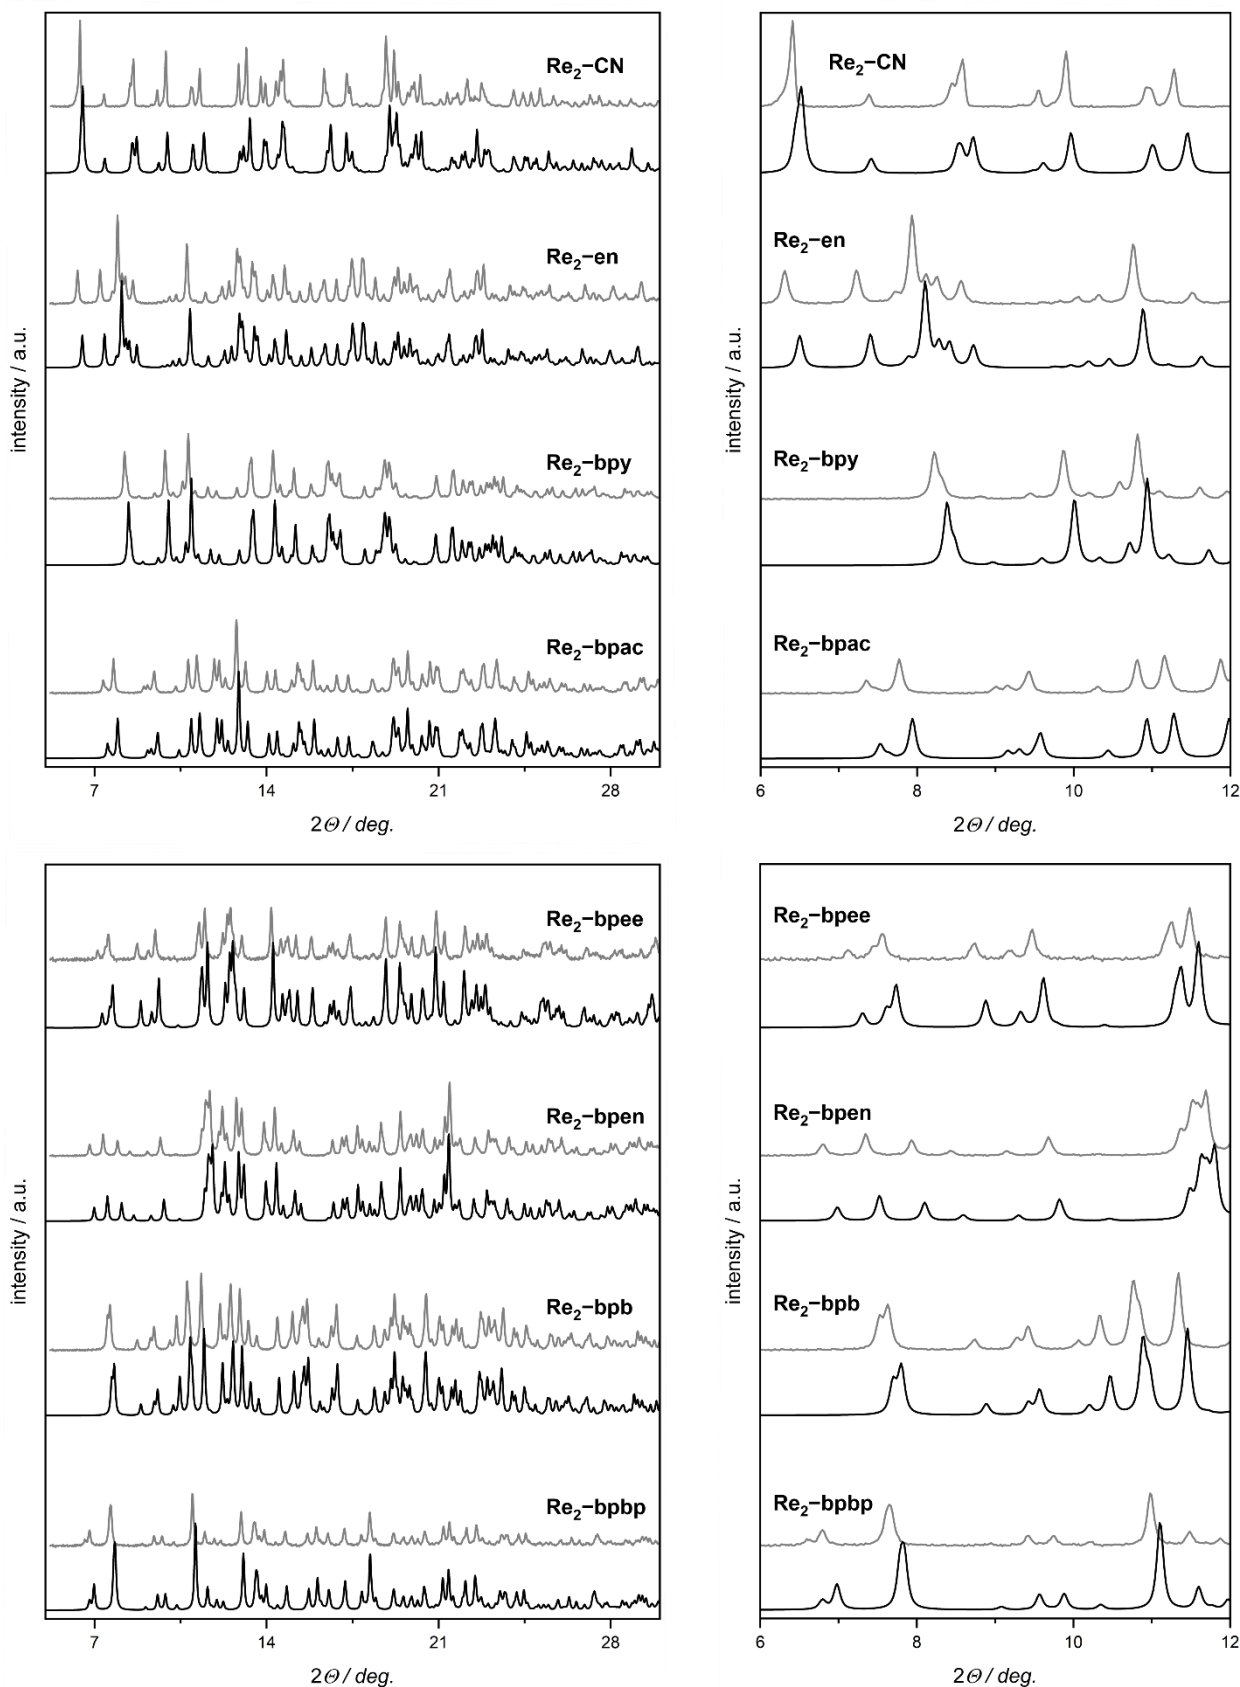 Re₂−CN
Re₂−en
Re₂−bpy
Re₂−bpac
intensity / a.u.
7 14 21 28
2Θ / deg.
Re₂−CN
Re₂−en
Re₂−bpy
Re₂−bpac
intensity / a.u.
6 8 10 12
2Θ / deg.
Re₂−bpee
Re₂−bpen
Re₂−bpb
Re₂−bpbp
intensity / a.u.
7 14 21 28
2Θ / deg.
Re₂−bpee
Re₂−bpen
Re₂−bpb
Re₂−bpbp
intensity / a.u.
6 8 10 12
2Θ / deg.